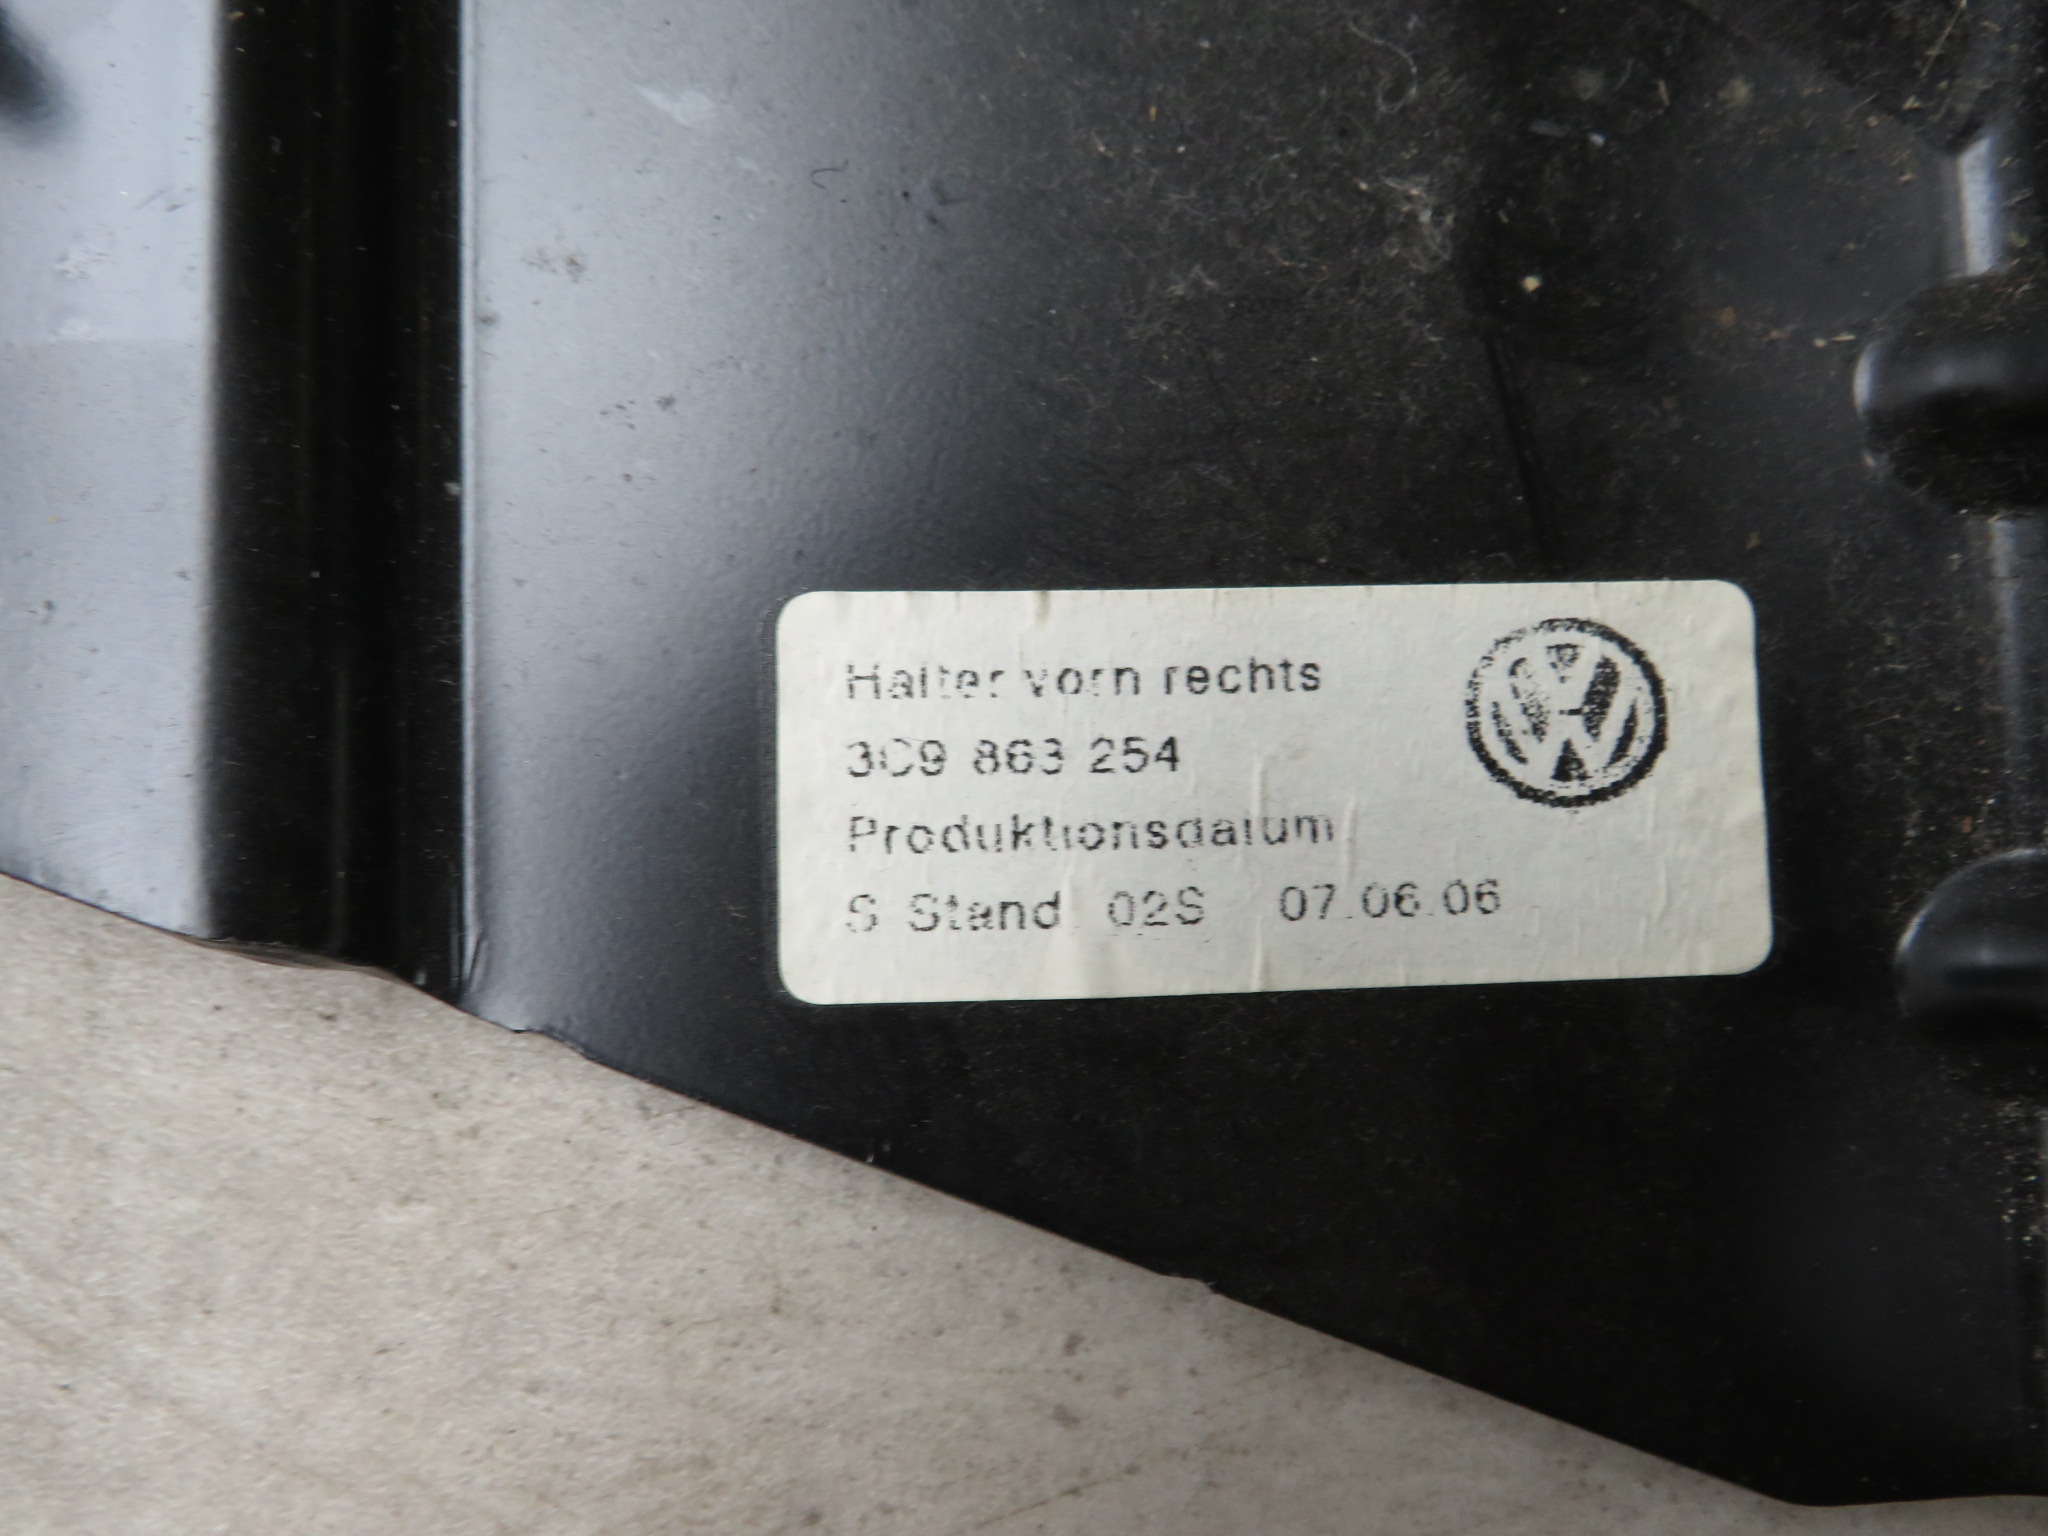 Halter vorn rechts
3C9 863 254
Produktionsdatum
S Stand 02S 07.06.06